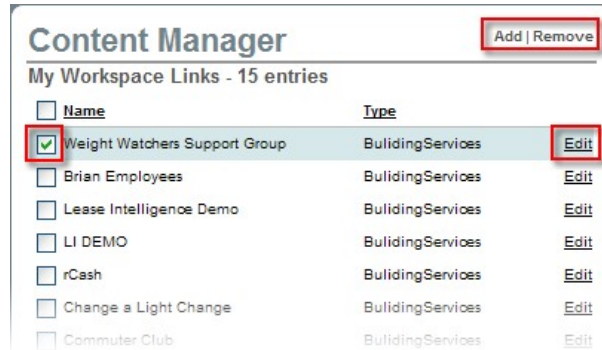 Content Manager
Add | Remove
My Workspace Links - 15 entries
Name Type
Weight Watchers Support Group BulidingServices Edit
Brian Employees BulidingServices Edit
Lease Intelligence Demo BulidingServices Edit
LI DEMO BulidingServices Edit
rCash BulidingServices Edit
Change a Light Change BulidingServices Edit
Commuter Club BulidingServices Edit